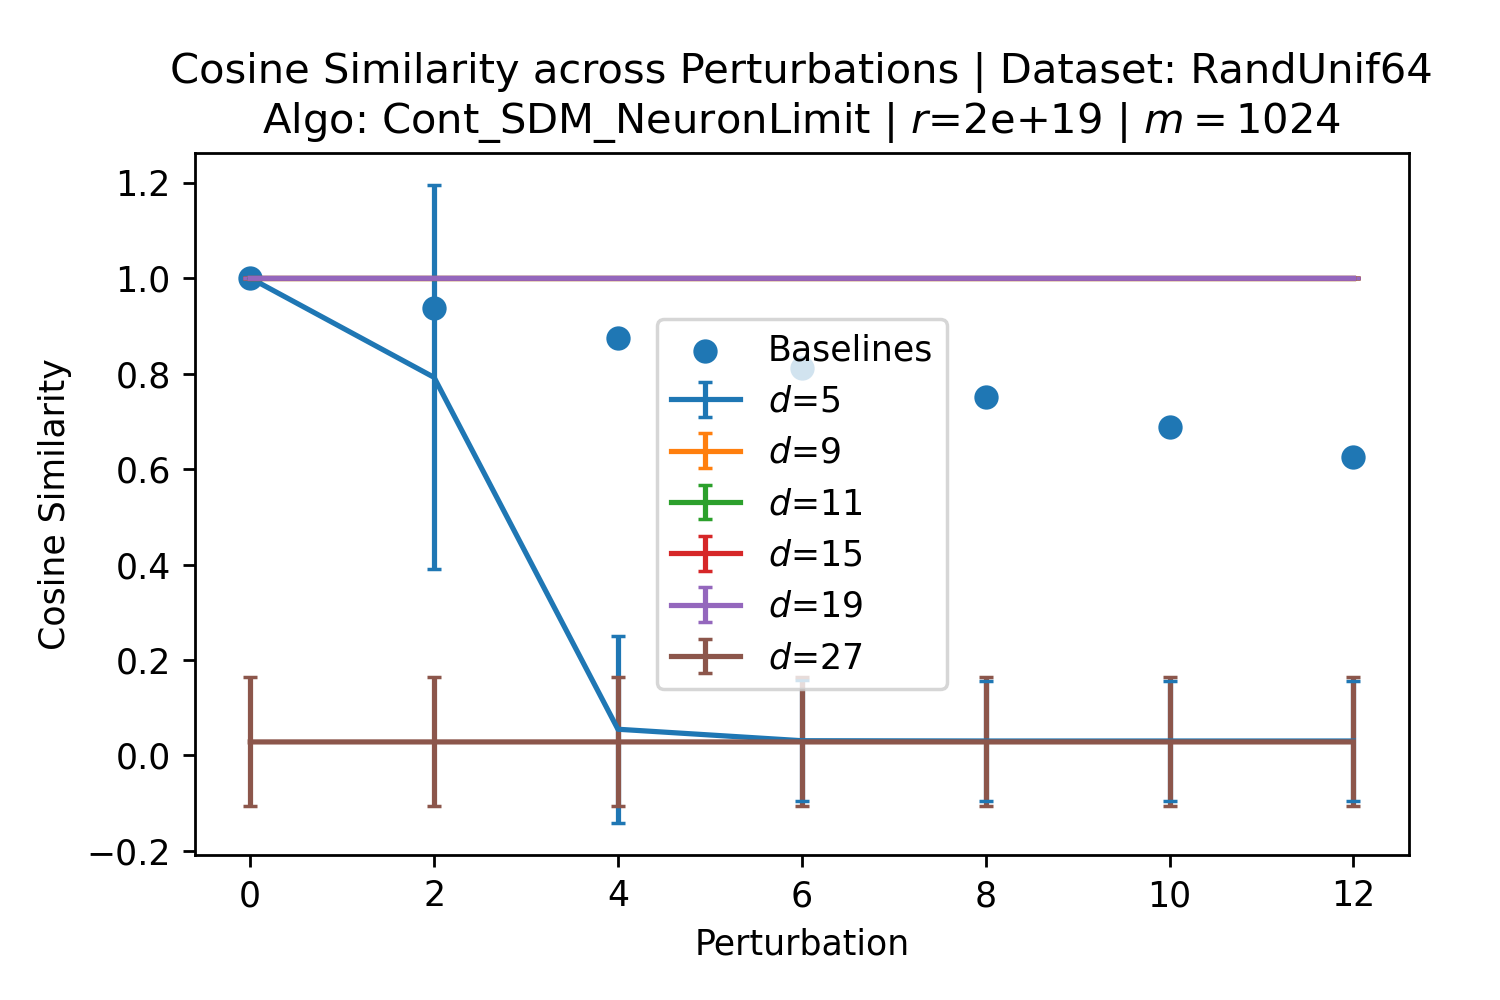 Cosine Similarity across Perturbations | Dataset: RandUnif64
Algo: Cont_SDM_NeuronLimit | r=2e+19 | m = 1024
Cosine Similarity
1.2
1.0
0.8
0.6
0.4
0.2
0.0
−0.2
Baselines
d=5
d=9
d=11
d=15
d=19
d=27
0 2 4 6 8 10 12
Perturbation